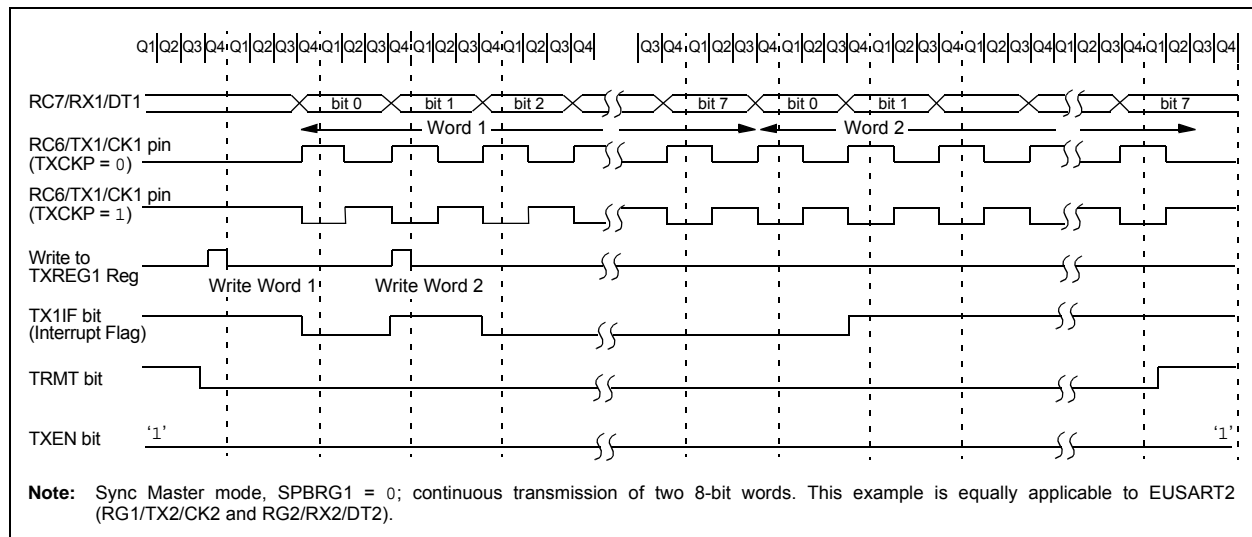 Q1 Q2 Q3 Q4 Q1 Q2 Q3 Q4 Q1 Q2 Q3 Q4 Q1 Q2 Q3 Q4 Q1 Q2 Q3 Q4 Q3 Q4 Q1 Q2 Q3 Q4 Q1 Q2 Q3 Q4 Q1 Q2 Q3 Q4 Q1 Q2 Q3 Q4 Q1 Q2 Q3 Q4 Q1 Q2 Q3 Q4
RC7/RX1/DT1 bit 0 bit 1 bit 2 bit 7 bit 0 bit 1 bit 7
Word 1 Word 2
RC6/TX1/CK1 pin
(TXCKP = 0)
RC6/TX1/CK1 pin
(TXCKP = 1)
Write to
TXREG1 Reg
Write Word 1 Write Word 2
TX1IF bit
(Interrupt Flag)
TRMT bit
TXEN bit ‘1’ ‘1’
Note: Sync Master mode, SPBRG1 = 0; continuous transmission of two 8-bit words. This example is equally applicable to EUSART2
(RG1/TX2/CK2 and RG2/RX2/DT2).